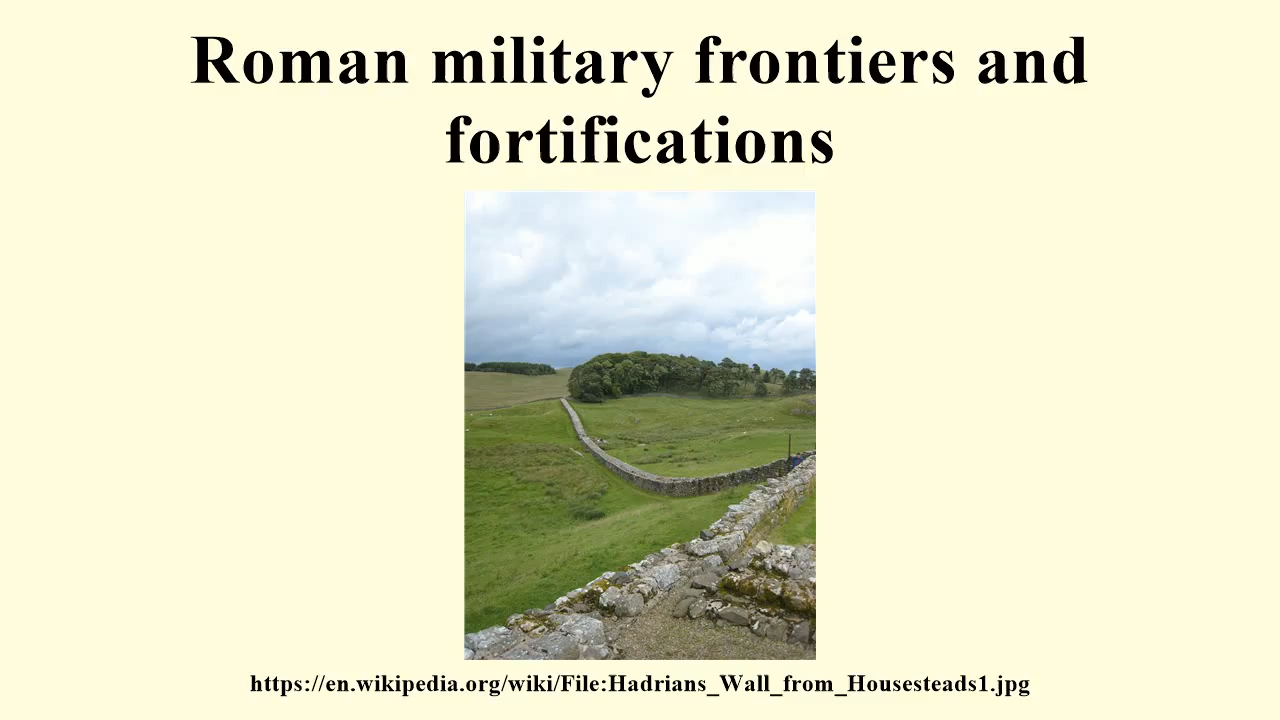 Roman military frontiers and
fortifications
https://en.wikipedia.org/wiki/File:Hadrians_Wall_from_Housesteads1.jpg